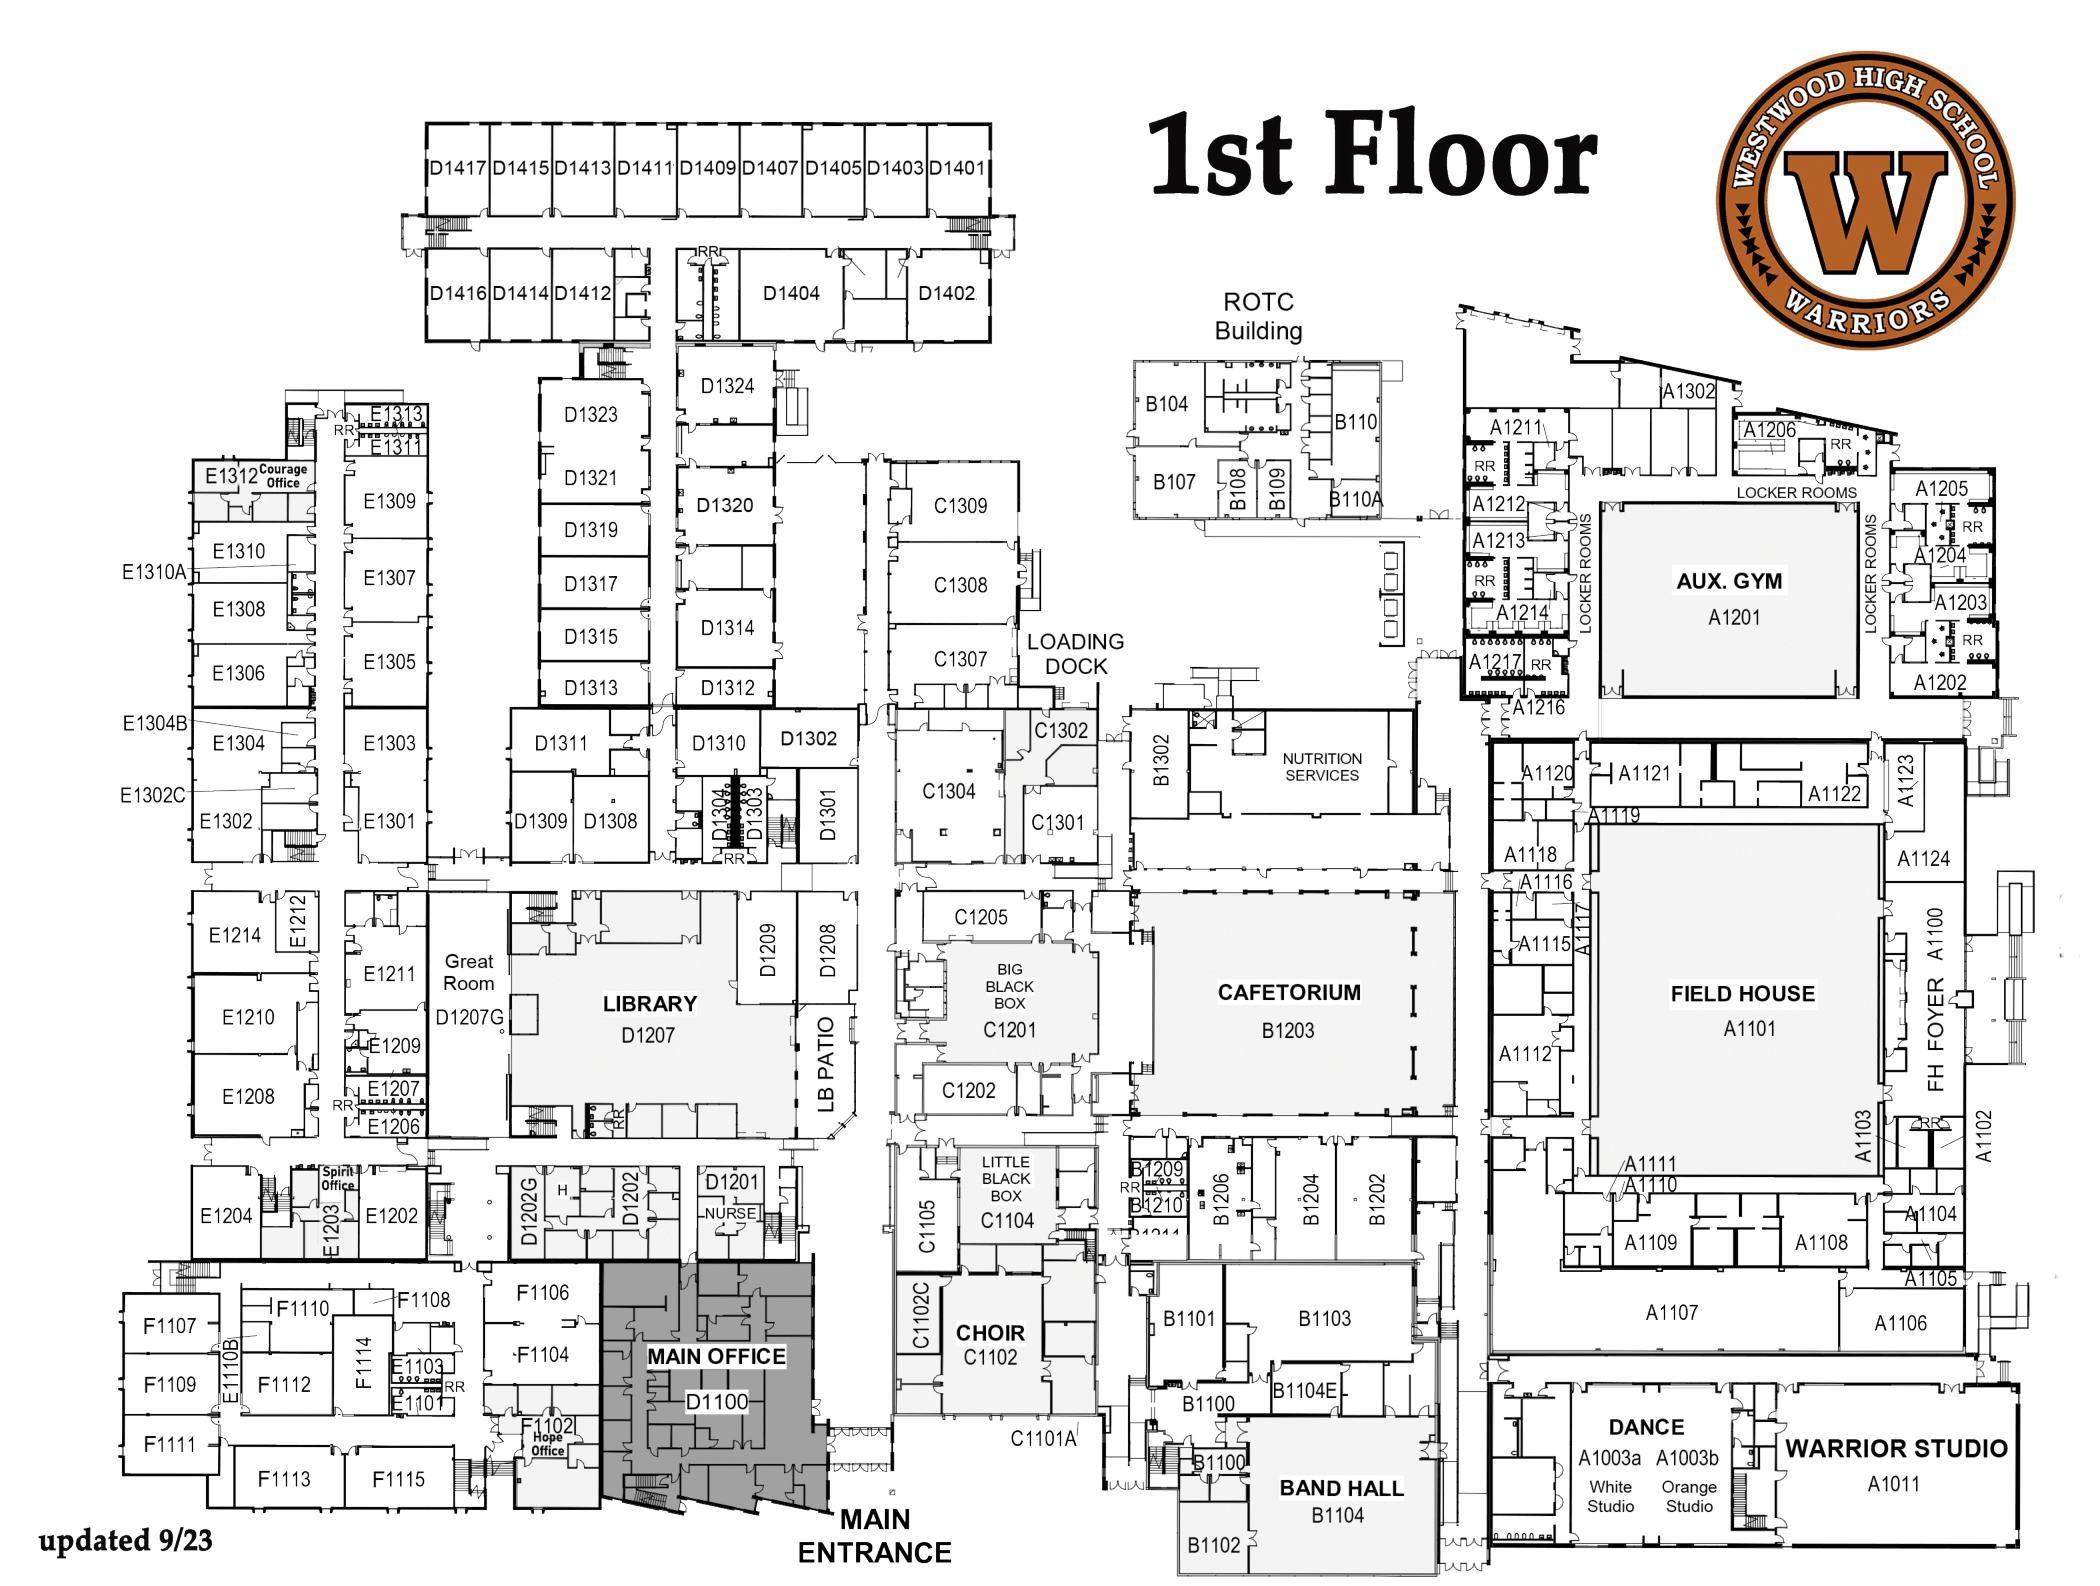 1st Floor
WESTWOOD HIGH SCHOOL
W
WARRIORS
D1417
D1415
D1413
D1411
D1409
D1407
D1405
D1403
D1401
RR
D1416
D1414
D1412
D1404
D1402
ROTC
Building
B104
B110
B107
B108
B109
B110A
D1323
D1324
D1321
D1320
D1319
D1317
D1315
D1314
D1313
D1312
E1313
RR
E1311
E1312
Courage
Office
E1309
E1310
E1310A
E1307
E1308
E1305
E1306
E1304B
E1304
E1303
E1302C
E1302
E1301
C1309
C1308
C1307
LOADING
DOCK
A1302
A1211
A1206
RR
RR
LOCKER ROOMS
A1205
A1212
RR
A1213
A1204
LOCKER ROOMS
LOCKER ROOMS
AUX. GYM
A1201
RR
A1214
A1203
RR
A1217
RR
A1202
A1216
D1311
D1310
D1302
D1309
D1308
D1304
D1303
RR
D1301
C1302
C1304
C1301
B1302
NUTRITION
SERVICES
A1120
A1121
A1122
A1123
A1119
A1118
A1124
A1116
A1117
A1115
A1100
E1214
E1212
E1211
E1210
E1209
E1208
E1207
RR
E1206
Great
Room
D1207G
LIBRARY
D1207
D1209
D1208
LB PATIO
RR
C1205
BIG
BLACK
BOX
C1201
C1202
CAFETORIUM
B1203
FIELD HOUSE
A1101
FH FOYER
A1112
A1103
RR
A1102
A1111
A1110
E1204
Spirit
Office
E1203
E1202
D1202G
H
D1202
D1201
NURSE
C1105
LITTLE
BLACK
BOX
C1104
B1209
RR
B1210
B1211
B1206
B1204
B1202
A1109
A1108
A1104
A1105
A1107
A1106
F1107
F1110
F1108
F1106
F1109
E1110B
F1112
F1114
E1103
RR
E1101
F1104
F1111
F1113
F1115
F1102
Hope
Office
MAIN OFFICE
D1100
C1102C
CHOIR
C1102
C1101A
B1101
B1103
B1104E
B1100
B1100
BAND HALL
B1104
B1102
DANCE
A1003a
A1003b
White
Studio
Orange
Studio
WARRIOR STUDIO
A1011
MAIN
ENTRANCE
updated 9/23